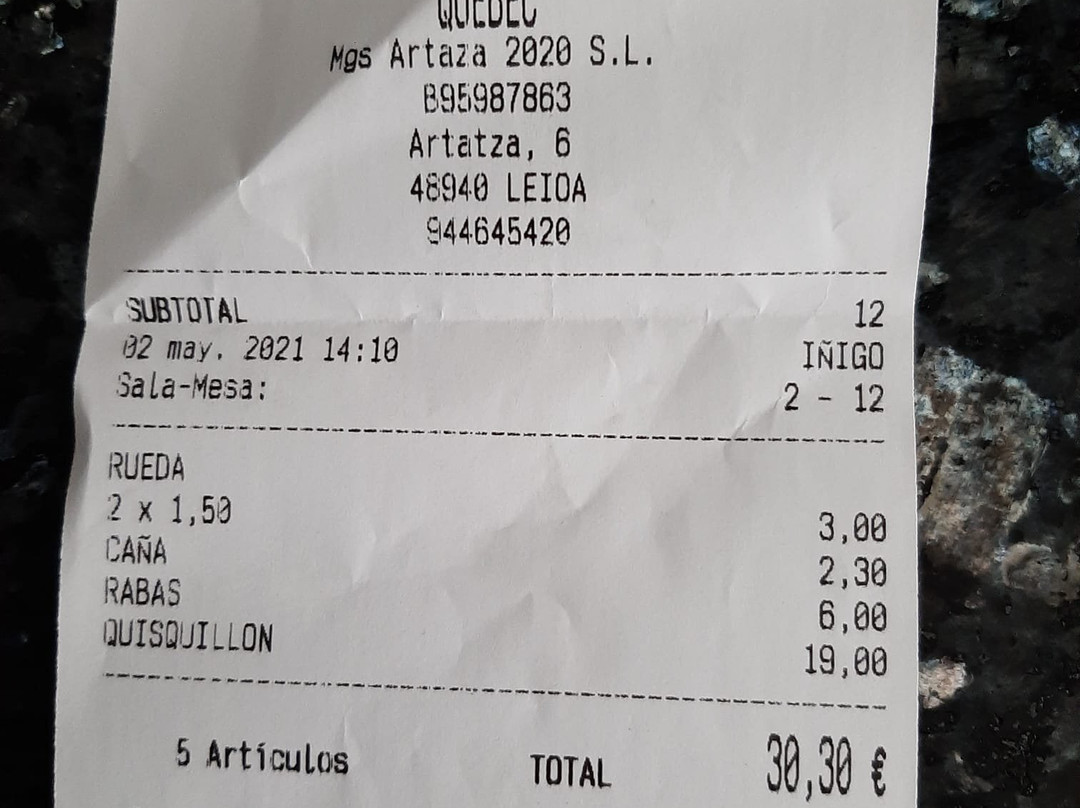 QUEBEC
Mgs Artaza 2020 S.L.
B95987863
Artatza, 6
48940 LEIOA
944645420
SUBTOTAL 12
02 may. 2021 14:10 IÑIGO
Sala-Mesa: 2 - 12
RUEDA
2 x 1,50 3,00
CAÑA 2,30
RABAS 6,00
QUISQUILLON 19,00
5 Artículos TOTAL 30,30 €